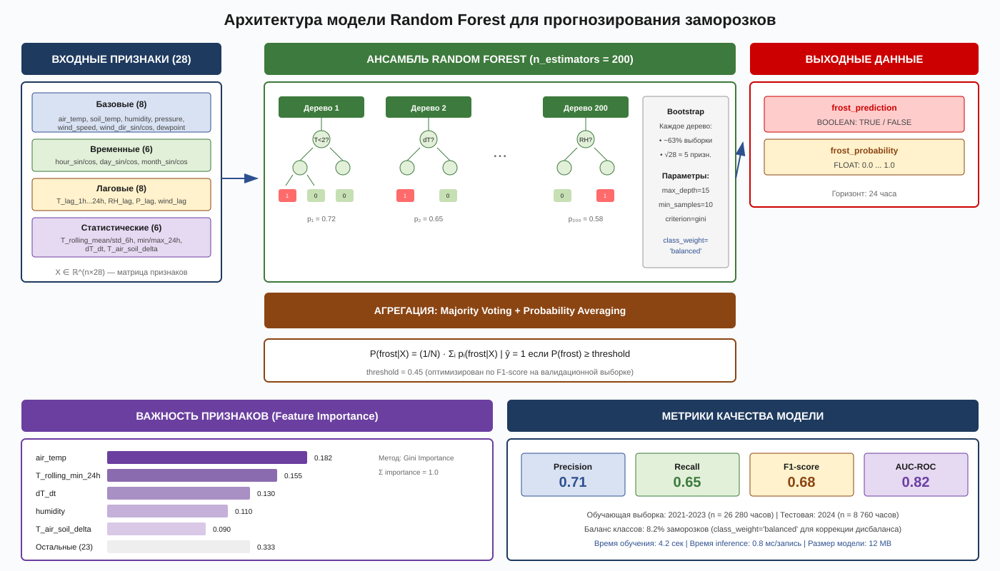 Архитектура модели Random Forest для прогнозирования заморозков
ВХОДНЫЕ ПРИЗНАКИ (28)
Базовые (8)
air_temp, soil_temp, humidity, pressure,
wind_speed, wind_dir_sin/cos, dewpoint
Временные (6)
hour_sin/cos, day_sin/cos, month_sin/cos
Лаговые (8)
T_lag_1h...24h, RH_lag, P_lag, wind_lag
Статистические (6)
T_rolling_mean/std_6h, min/max_24h,
dT_dt, T_air_soil_delta
X ∈ ℝ^(n×28) — матрица признаков
АНСАМБЛЬ RANDOM FOREST (n_estimators = 200)
Дерево 1
T<2?
1 0 0
p₁ = 0.72
Дерево 2
dT?
1 0
p₂ = 0.65
...
Дерево 200
RH?
0 1
p₂₀₀ = 0.58
Bootstrap
Каждое дерево:
• ~63% выборки
• √28 ≈ 5 призн.
Параметры:
max_depth=15
min_samples=10
criterion=gini
class_weight=
'balanced'
ВЫХОДНЫЕ ДАННЫЕ
frost_prediction
BOOLEAN: TRUE / FALSE
frost_probability
FLOAT: 0.0 ... 1.0
Горизонт: 24 часа
АГРЕГАЦИЯ: Majority Voting + Probability Averaging
P(frost|X) = (1/N) · Σᵢ pᵢ(frost|X) | ŷ = 1 если P(frost) ≥ threshold
threshold = 0.45 (оптимизирован по F1-score на валидационной выборке)
ВАЖНОСТЬ ПРИЗНАКОВ (Feature Importance)
air_temp 0.182
T_rolling_min_24h 0.155
dT_dt 0.130
humidity 0.110
T_air_soil_delta 0.090
Остальные (23) 0.333
Метод: Gini Importance
Σ importance = 1.0
МЕТРИКИ КАЧЕСТВА МОДЕЛИ
Precision
0.71
Recall
0.65
F1-score
0.68
AUC-ROC
0.82
Обучающая выборка: 2021-2023 (n = 26 280 часов) | Тестовая: 2024 (n = 8 760 часов)
Баланс классов: 8.2% заморозков (class_weight='balanced' для коррекции дисбаланса)
Время обучения: 4.2 сек | Время inference: 0.8 мс/запись | Размер модели: 12 MB